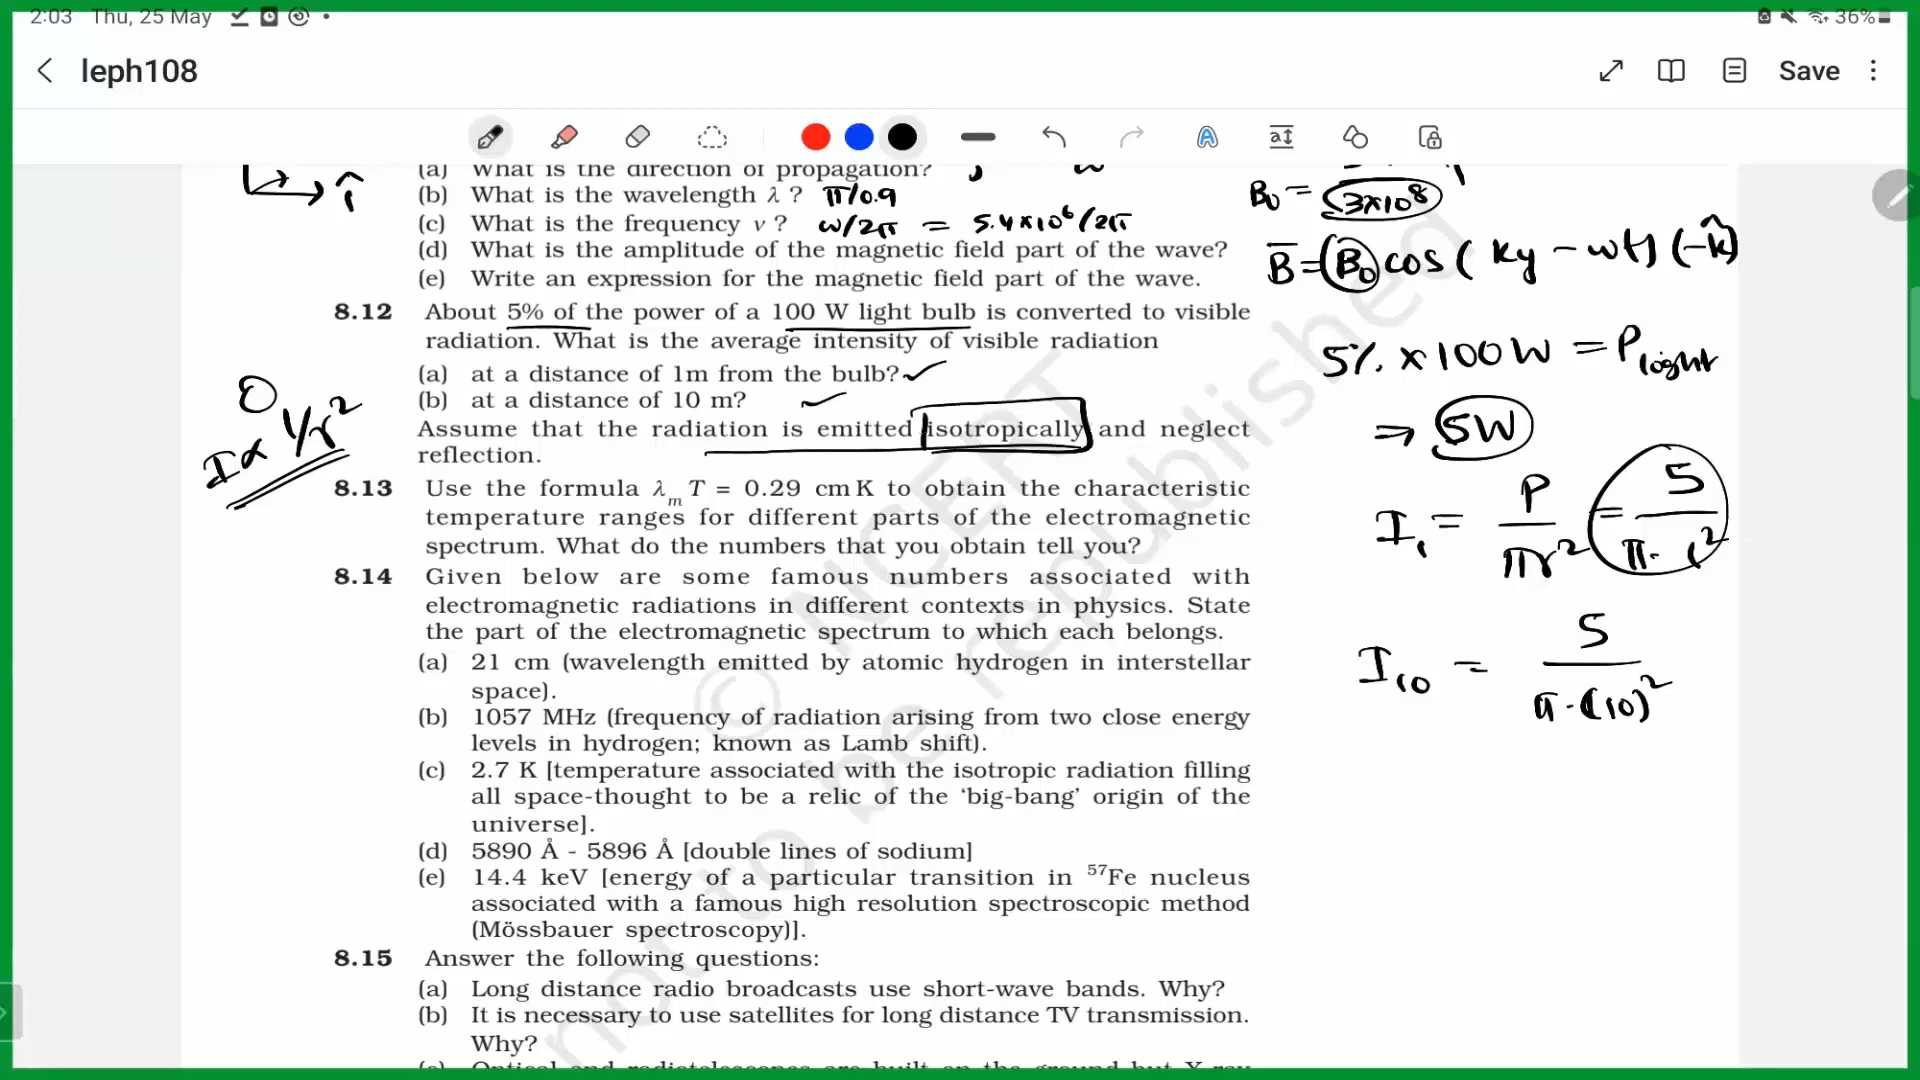 2:03 Thu, 25 May
36%
leph108
Save
(a) What is the direction of propagation?
(b) What is the wavelength λ ? π/0.9
(c) What is the frequency ν ? ω/2π = 5.4×10⁶/2π
(d) What is the amplitude of the magnetic field part of the wave?
(e) Write an expression for the magnetic field part of the wave.
8.12 About 5% of the power of a 100 W light bulb is converted to visible
radiation. What is the average intensity of visible radiation
(a) at a distance of 1m from the bulb?
(b) at a distance of 10 m?
Assume that the radiation is emitted isotropically and neglect
reflection.
8.13 Use the formula λₘ T = 0.29 cm K to obtain the characteristic
temperature ranges for different parts of the electromagnetic
spectrum. What do the numbers that you obtain tell you?
8.14 Given below are some famous numbers associated with
electromagnetic radiations in different contexts in physics. State
the part of the electromagnetic spectrum to which each belongs.
(a) 21 cm (wavelength emitted by atomic hydrogen in interstellar
space).
(b) 1057 MHz (frequency of radiation arising from two close energy
levels in hydrogen; known as Lamb shift).
(c) 2.7 K [temperature associated with the isotropic radiation filling
all space-thought to be a relic of the ‘big-bang’ origin of the
universe].
(d) 5890 Å - 5896 Å [double lines of sodium]
(e) 14.4 keV [energy of a particular transition in ⁵⁷Fe nucleus
associated with a famous high resolution spectroscopic method
(Mössbauer spectroscopy)].
8.15 Answer the following questions:
(a) Long distance radio broadcasts use short-wave bands. Why?
(b) It is necessary to use satellites for long distance TV transmission.
Why?
î
I ∝ 1/r²
B₀ = 3×10⁸
B̄ = B₀ cos ( ky − ωt) (−k̂)
5% × 100W = P light
⇒ 5W
I₁ = P/πr² = 5/π·1²
I₁₀ = 5/π·(10)²
© NCERT
not to be republished